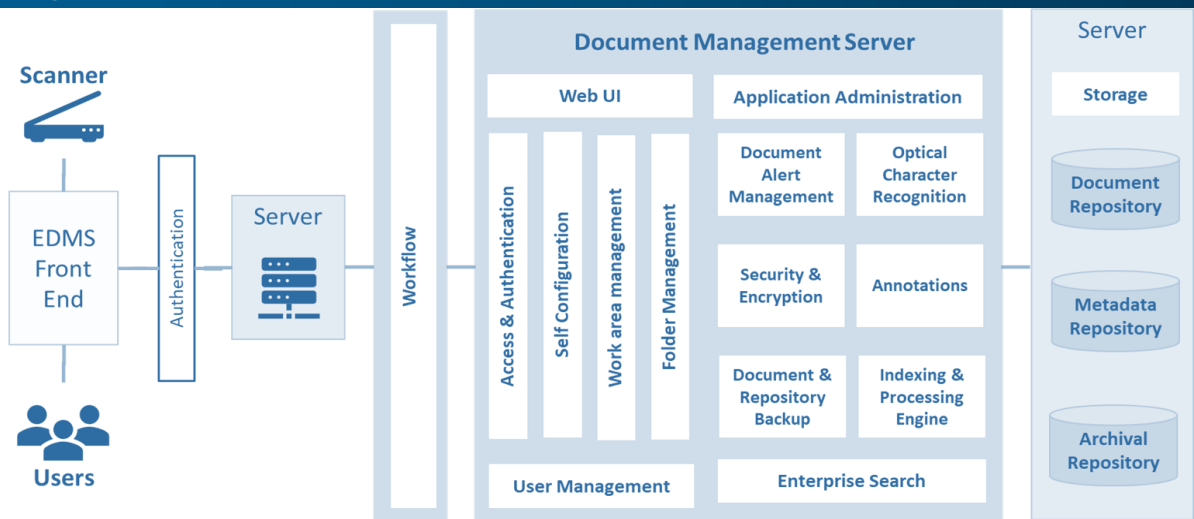 Scanner
EDMS
Front
End
Users
Authentication
Server
Workflow
Document Management Server
Web UI
Access & Authentication
Self Configuration
Work area management
Folder Management
User Management
Application Administration
Document
Alert
Management
Optical
Character
Recognition
Security &
Encryption
Annotations
Document &
Repository
Backup
Indexing &
Processing
Engine
Enterprise Search
Server
Storage
Document
Repository
Metadata
Repository
Archival
Repository